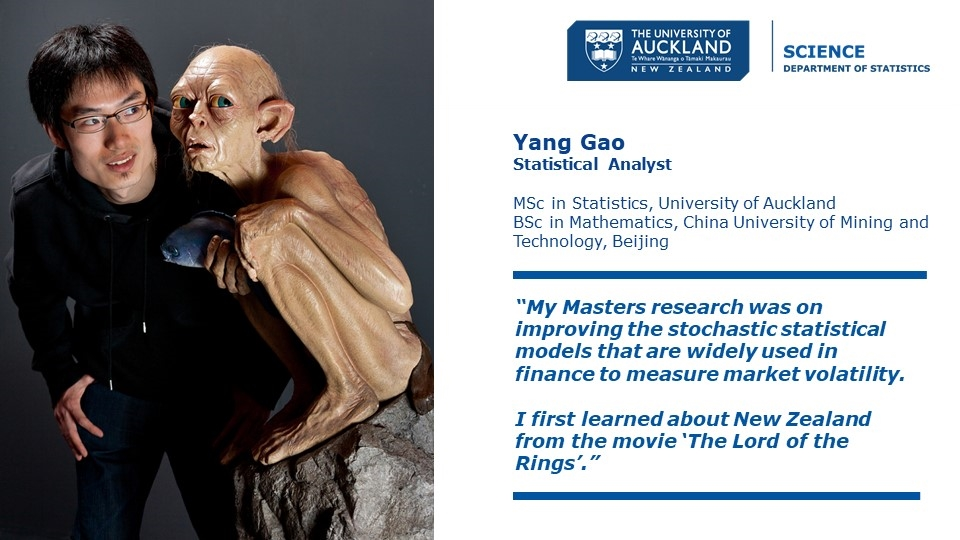 THE UNIVERSITY OF
AUCKLAND
Te Whare Wānanga o Tāmaki Makaurau
NEW ZEALAND
SCIENCE
DEPARTMENT OF STATISTICS
Yang Gao
Statistical Analyst
MSc in Statistics, University of Auckland
BSc in Mathematics, China University of Mining and
Technology, Beijing
“My Masters research was on
improving the stochastic statistical
models that are widely used in
finance to measure market volatility.
I first learned about New Zealand
from the movie ‘The Lord of the
Rings’.”